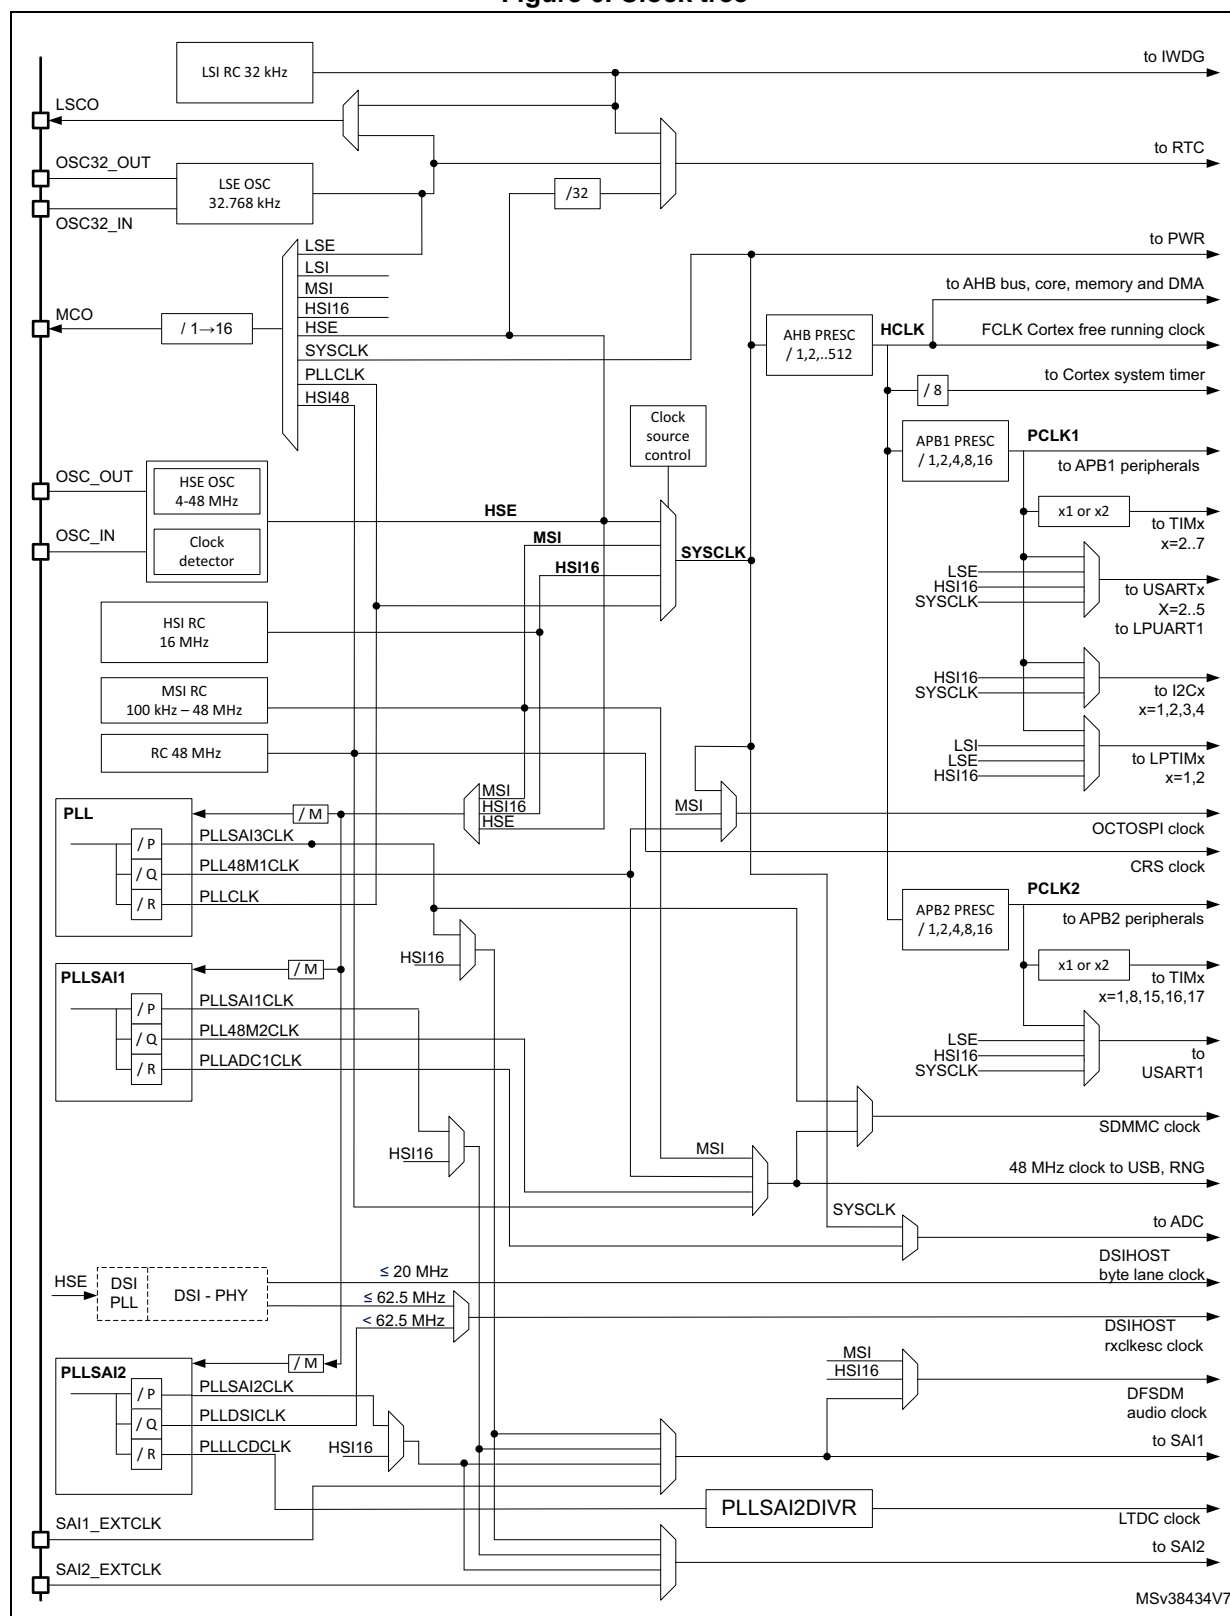 Figure 6. Clock tree
LSI RC 32 kHz
to IWDG
LSCO
to RTC
OSC32_OUT
LSE OSC
32.768 kHz
/32
OSC32_IN
to PWR
LSE
LSI
MSI
HSI16
HSE
SYSCLK
PLLCLK
HSI48
MCO
/ 1→16
to AHB bus, core, memory and DMA
AHB PRESC
/ 1,2,..512
HCLK
FCLK Cortex free running clock
to Cortex system timer
/ 8
Clock
source
control
APB1 PRESC
/ 1,2,4,8,16
PCLK1
to APB1 peripherals
x1 or x2
to TIMx
x=2..7
OSC_OUT
HSE OSC
4-48 MHz
OSC_IN
Clock
detector
HSE
MSI
HSI16
SYSCLK
LSE
HSI16
SYSCLK
to USARTx
X=2..5
to LPUART1
HSI RC
16 MHz
HSI16
SYSCLK
to I2Cx
x=1,2,3,4
MSI RC
100 kHz – 48 MHz
RC 48 MHz
LSI
LSE
HSI16
to LPTIMx
x=1,2
MSI
HSI16
HSE
MSI
OCTOSPI clock
CRS clock
PLL
/ M
/ P
PLLSAI3CLK
/ Q
PLL48M1CLK
/ R
PLLCLK
APB2 PRESC
/ 1,2,4,8,16
PCLK2
to APB2 peripherals
HSI16
x1 or x2
to TIMx
x=1,8,15,16,17
PLLSAI1
/ M
/ P
PLLSAI1CLK
/ Q
PLL48M2CLK
/ R
PLLADC1CLK
LSE
HSI16
SYSCLK
to
USART1
SDMMC clock
HSI16
MSI
48 MHz clock to USB, RNG
SYSCLK
to ADC
HSE
DSI
PLL
DSI - PHY
≤ 20 MHz
≤ 62.5 MHz
< 62.5 MHz
DSIHOST
byte lane clock
DSIHOST
rxclkesc clock
PLLSAI2
/ M
/ P
PLLSAI2CLK
/ Q
PLLDSICLK
/ R
PLLLCDCLK
HSI16
MSI
HSI16
DFSDM
audio clock
to SAI1
PLLSAI2DIVR
LTDC clock
SAI1_EXTCLK
to SAI2
SAI2_EXTCLK
MSv38434V7